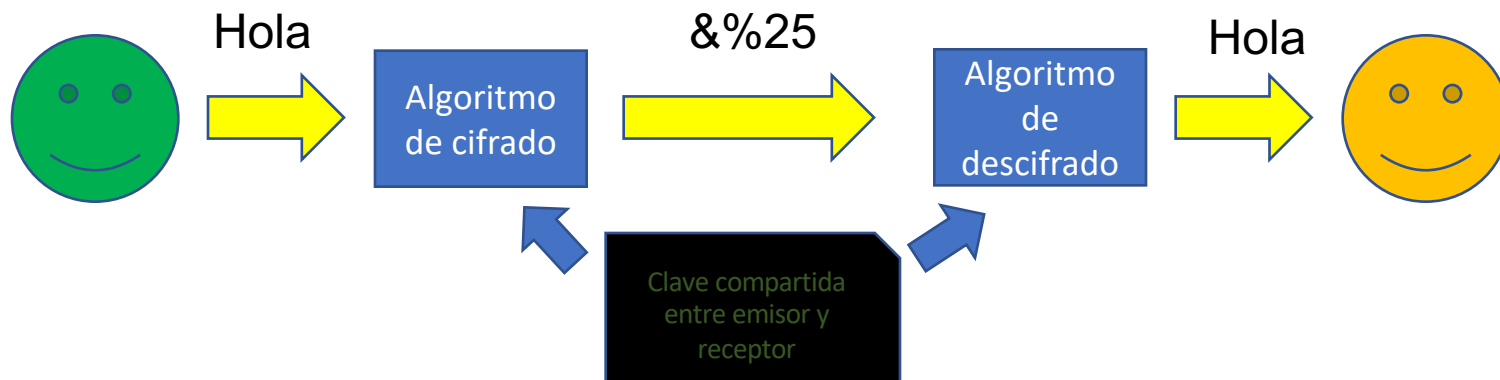 Hola
Algoritmo
de cifrado
&%25
Algoritmo
de
descifrado
Hola
Clave compartida
entre emisor y
receptor